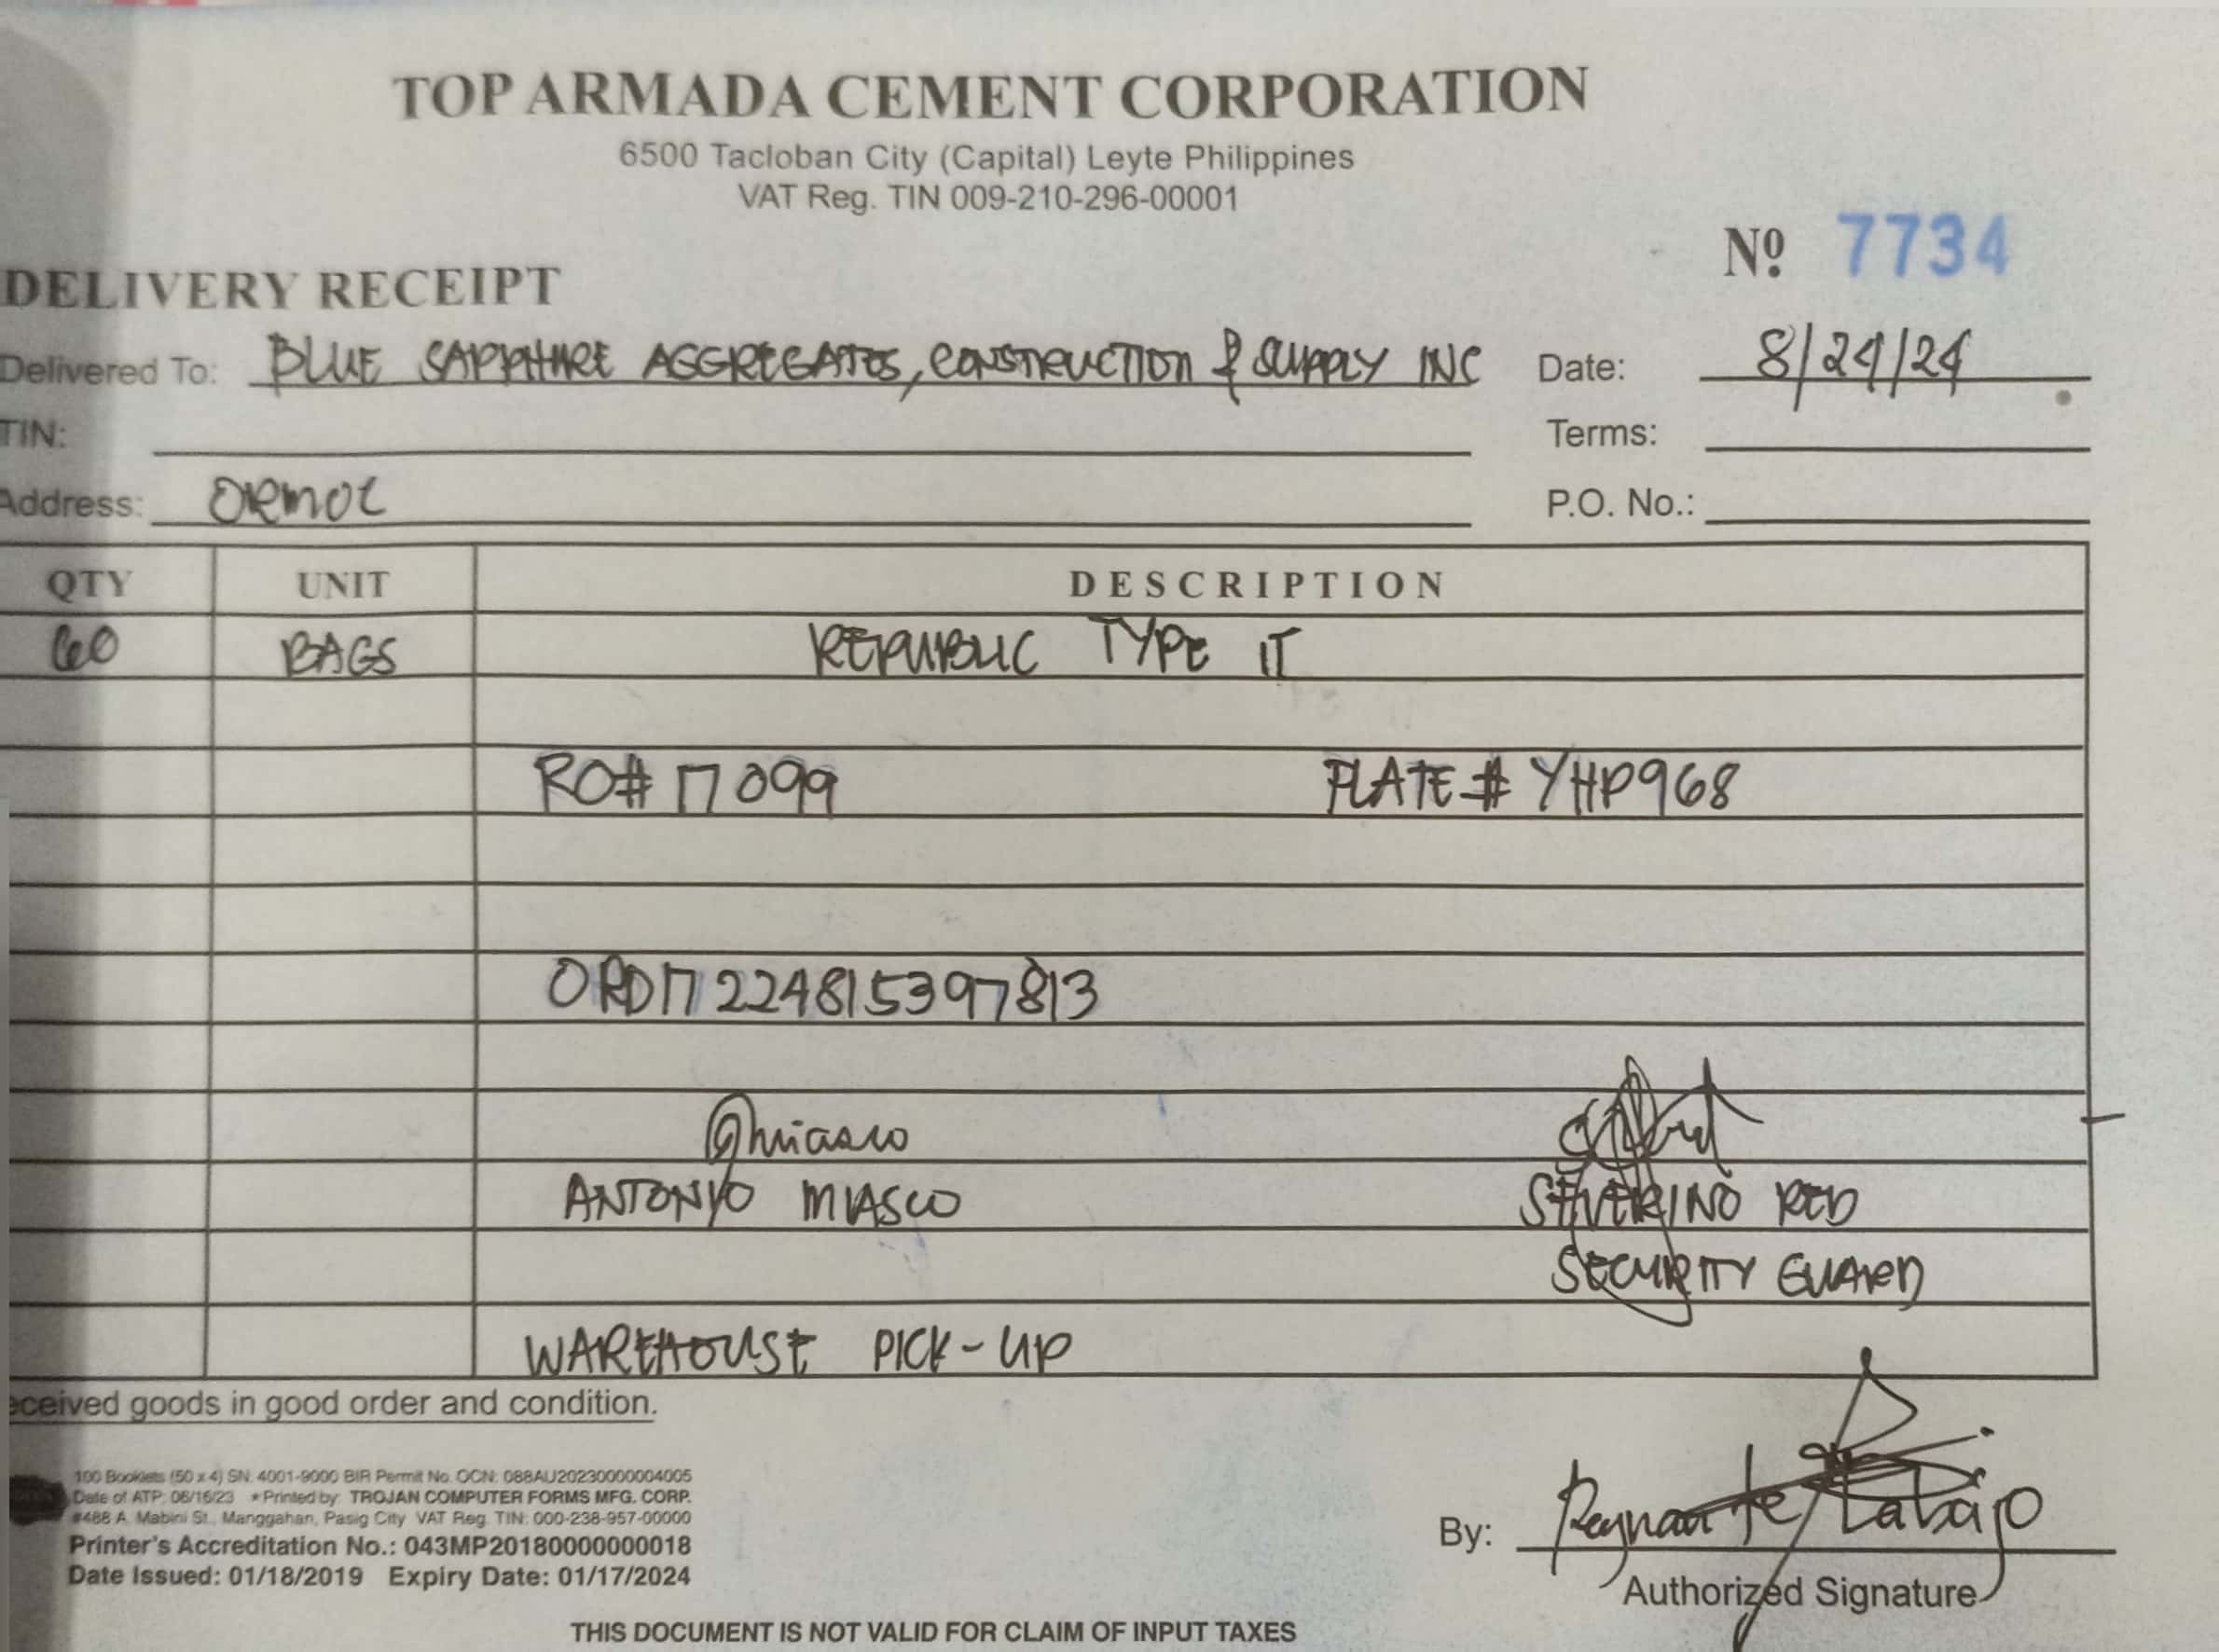 TOP ARMADA CEMENT CORPORATION
6500 Tacloban City (Capital) Leyte Philippines
VAT Reg. TIN 009-210-296-00001
Nº 7734
DELIVERY RECEIPT
Delivered To: BLUE SAPPHIRE AGGREGATES, CONSTRUCTION & SUPPLY INC Date: 8/24/24
TIN: Terms:
Address: ORMOC P.O. No.:
QTY UNIT DESCRIPTION
60 BAGS REPUBLIC TYPE IT
RO# 17099 PLATE # YHP968
ORD17224815397813
Amiasco
ANTONIO MIASCO SEVERINO RED
SECURITY GUARD
WAREHOUSE PICK-UP
eceived goods in good order and condition.
100 Booklets (50 x 4) SN: 4001-9000 BIR Permit No. OCN: 088AU20230000004005
Date of ATP: 06/16/23 *Printed by: TROJAN COMPUTER FORMS MFG. CORP.
#488 A. Mabini St., Manggahan, Pasig City VAT Reg. TIN: 000-238-957-00000
Printer's Accreditation No.: 043MP20180000000018
Date Issued: 01/18/2019 Expiry Date: 01/17/2024
By: Reynante Labajo
Authorized Signature
THIS DOCUMENT IS NOT VALID FOR CLAIM OF INPUT TAXES